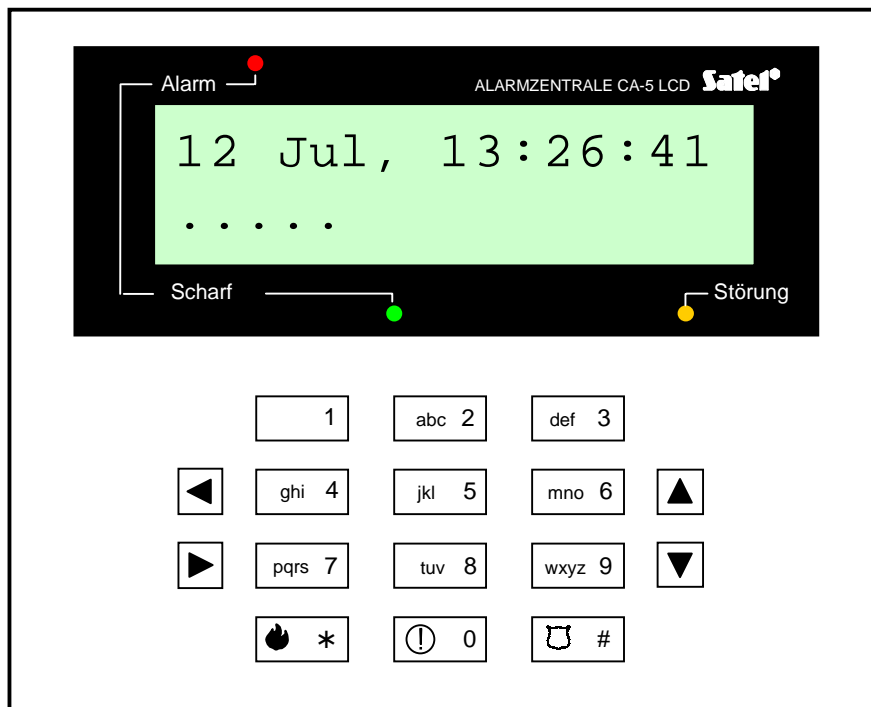 Alarm
ALARMZENTRALE CA-5 LCD Satel®
12 Jul, 13:26:41
.....
Scharf
Störung
1 abc 2 def 3
ghi 4 jkl 5 mno 6
pqrs 7 tuv 8 wxyz 9
* ! 0 #